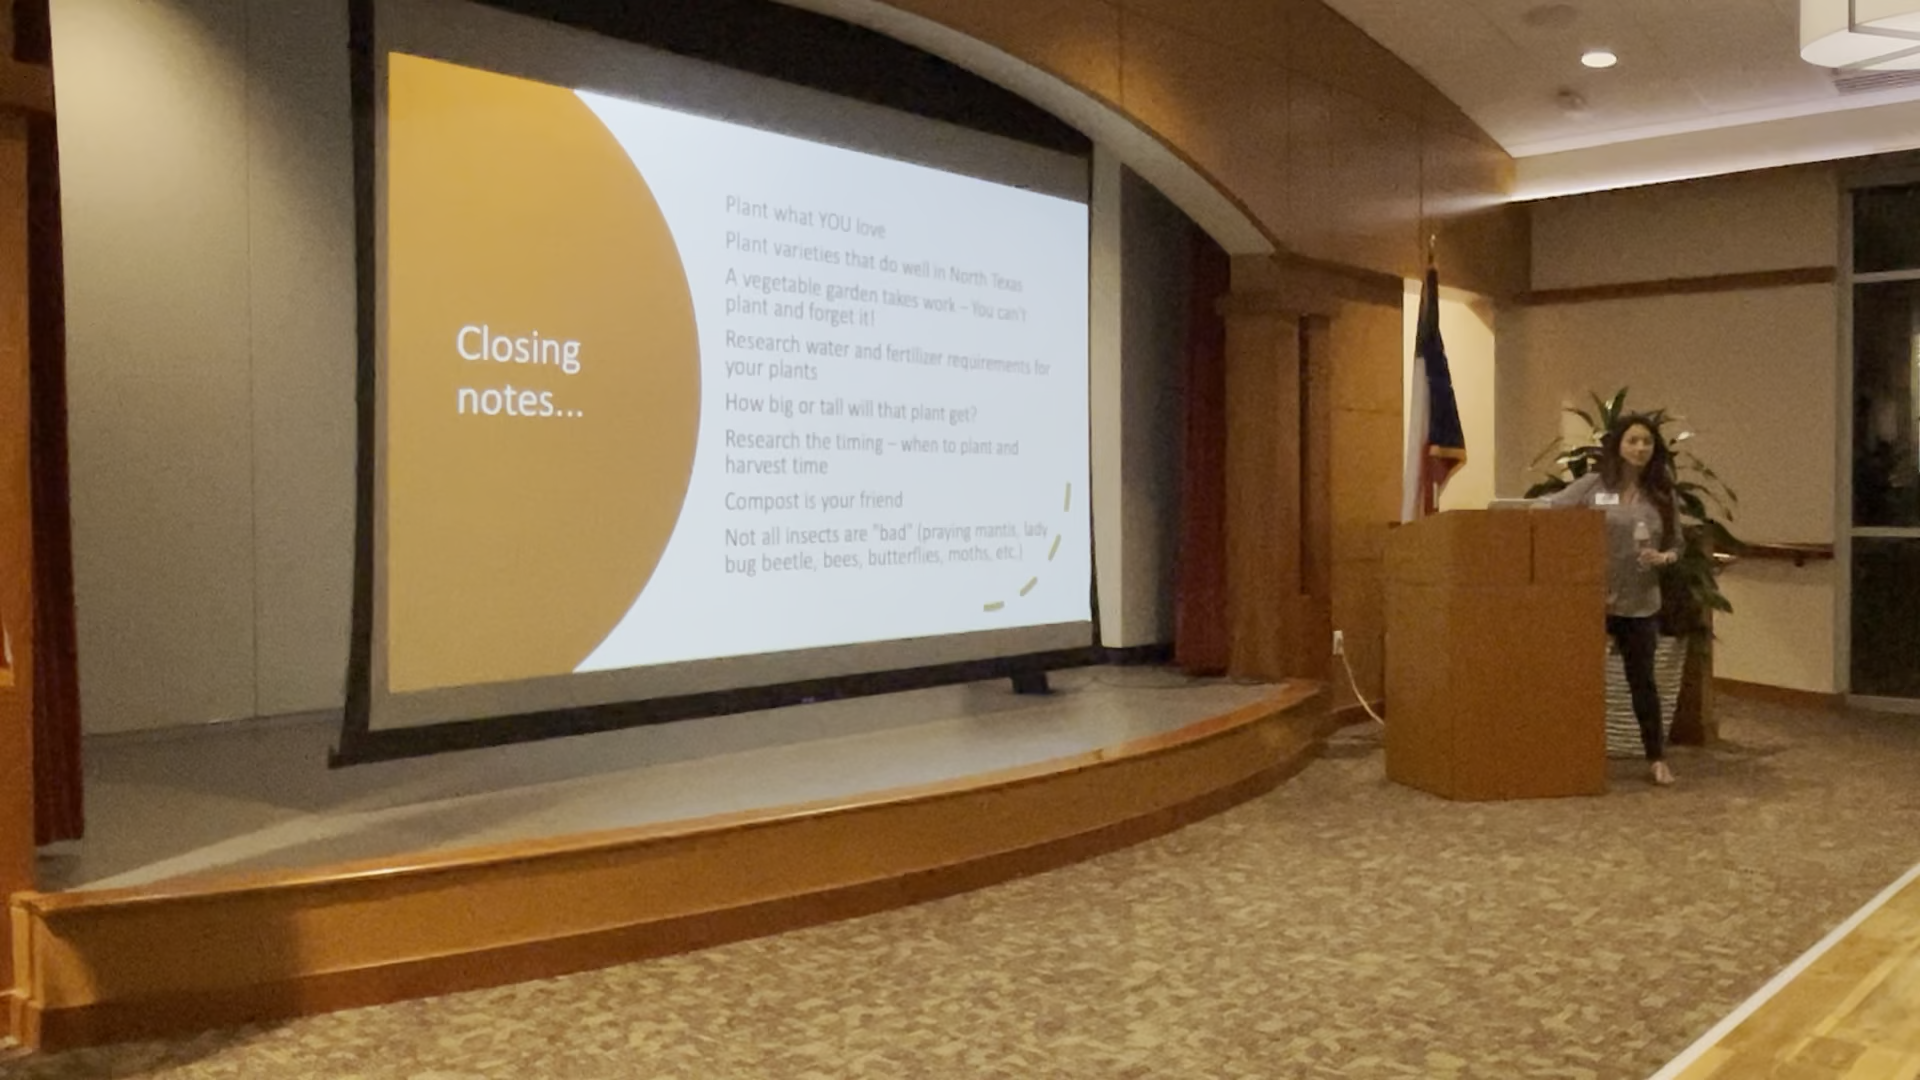 Closing
notes...
Plant what YOU love
Plant varieties that do well in North Texas
A vegetable garden takes work – You can't
plant and forget it!
Research water and fertilizer requirements for
your plants
How big or tall will that plant get?
Research the timing – when to plant and
harvest time
Compost is your friend
Not all insects are "bad" (praying mantis, lady
bug beetle, bees, butterflies, moths, etc.)